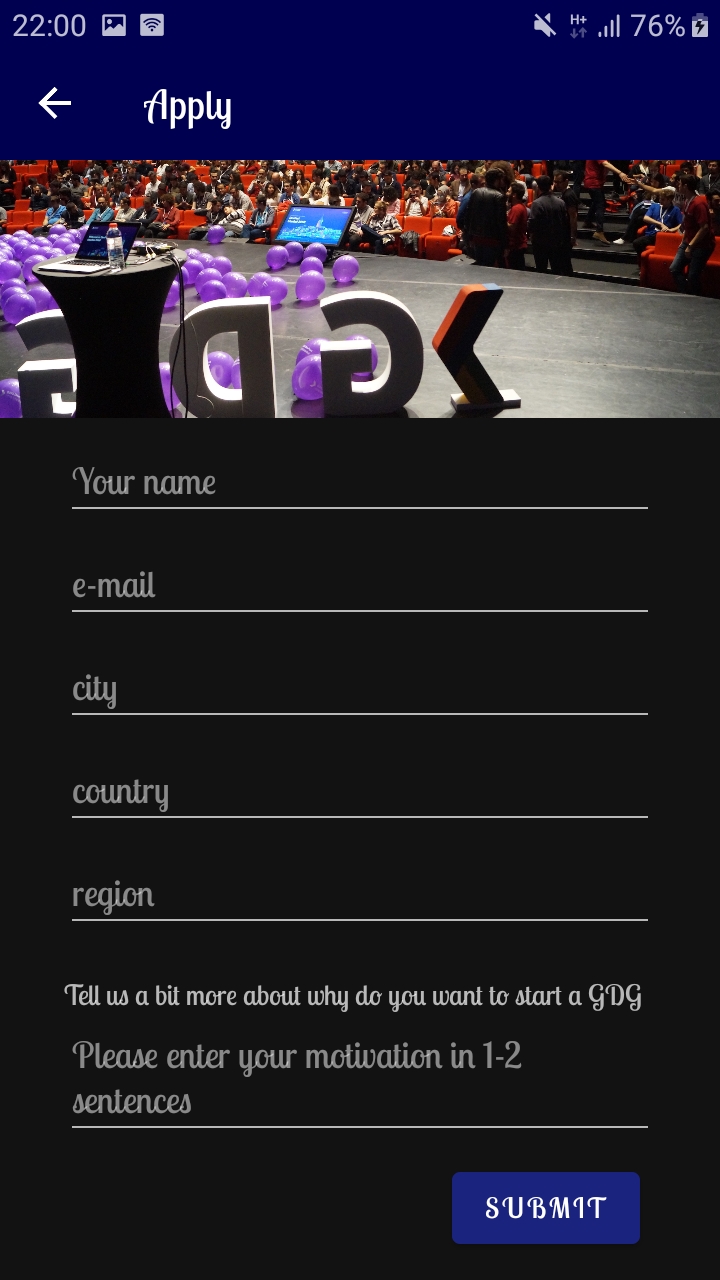 22:00 H+ 76%
Apply
GDG
Your name
e-mail
city
country
region
Tell us a bit more about why do you want to start a GDG
Please enter your motivation in 1-2
sentences
SUBMIT